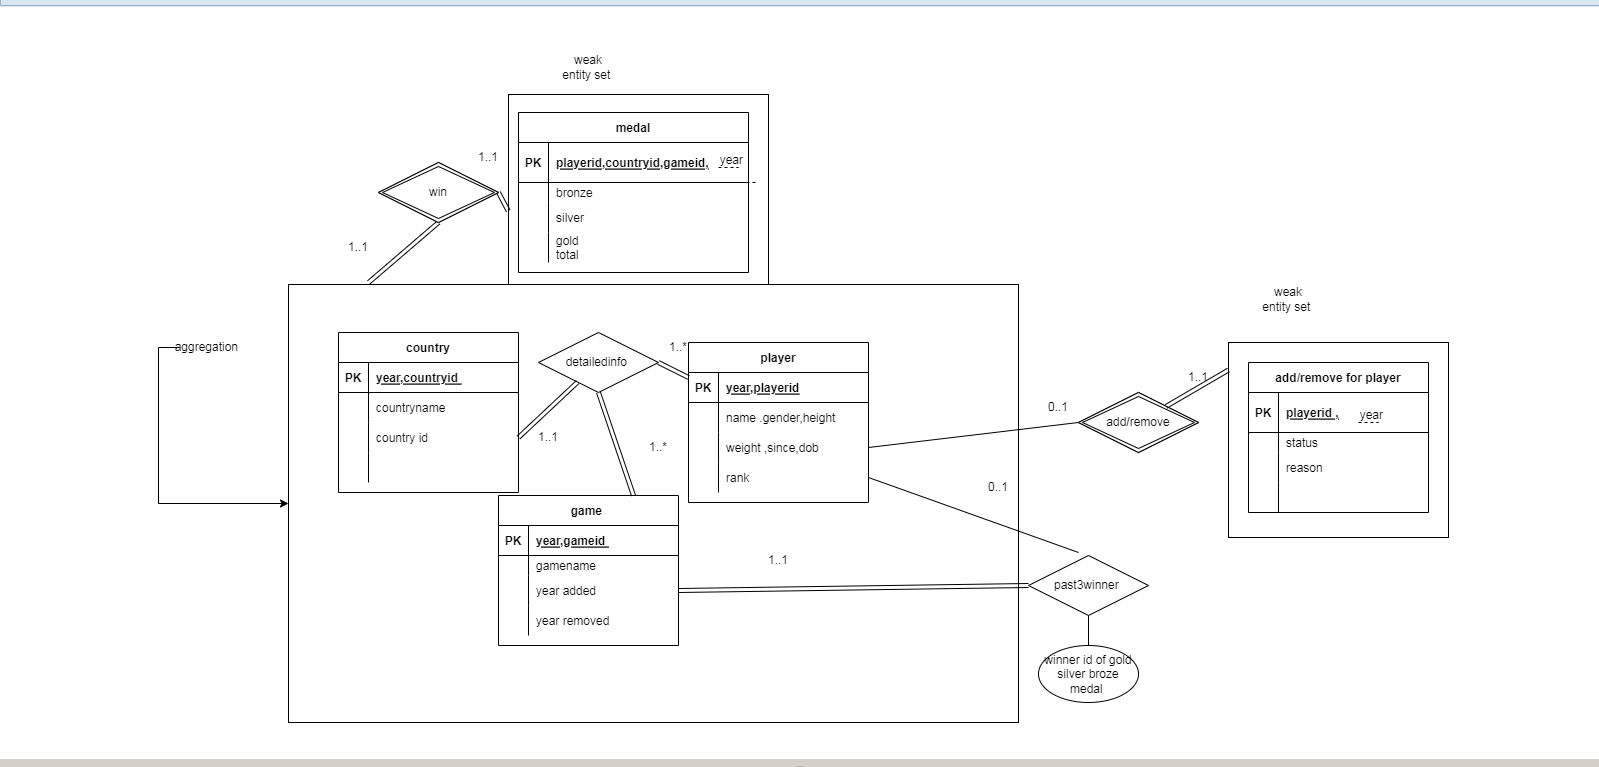 weak
entity set
medal
PK playerid,countryid,gameid, year
bronze
silver
gold
total
win
1..1
1..1
aggregation
country
PK year,countryid
countryname
country id
detailedinfo
1..*
1..1
1..*
player
PK year,playerid
name .gender,height
weight ,since,dob
rank
game
PK year,gameid
gamename
year added
year removed
1..1
0..1
0..1
add/remove
1..1
weak
entity set
add/remove for player
PK playerid , year
status
reason
past3winner
winner id of gold
silver broze
medal